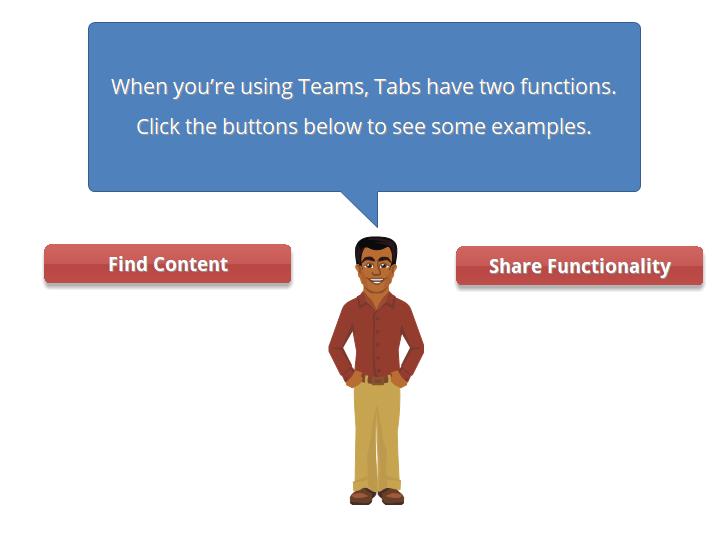 When you’re using Teams, Tabs have two functions.
Click the buttons below to see some examples.
Find Content
Share Functionality